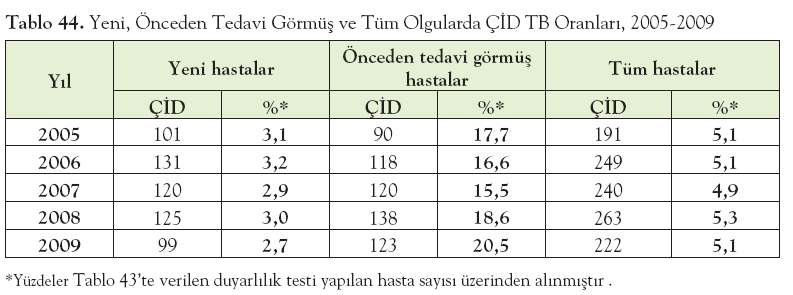 Tablo 44. Yeni, Önceden Tedavi Görmüş ve Tüm Olgularda ÇİD TB Oranları, 2005-2009
Yıl Yeni hastalar Önceden tedavi görmüş hastalar Tüm hastalar
ÇİD %* ÇİD %* ÇİD %*
2005 101 3,1 90 17,7 191 5,1
2006 131 3,2 118 16,6 249 5,1
2007 120 2,9 120 15,5 240 4,9
2008 125 3,0 138 18,6 263 5,3
2009 99 2,7 123 20,5 222 5,1
*Yüzdeler Tablo 43'te verilen duyarlılık testi yapılan hasta sayısı üzerinden alınmıştır .